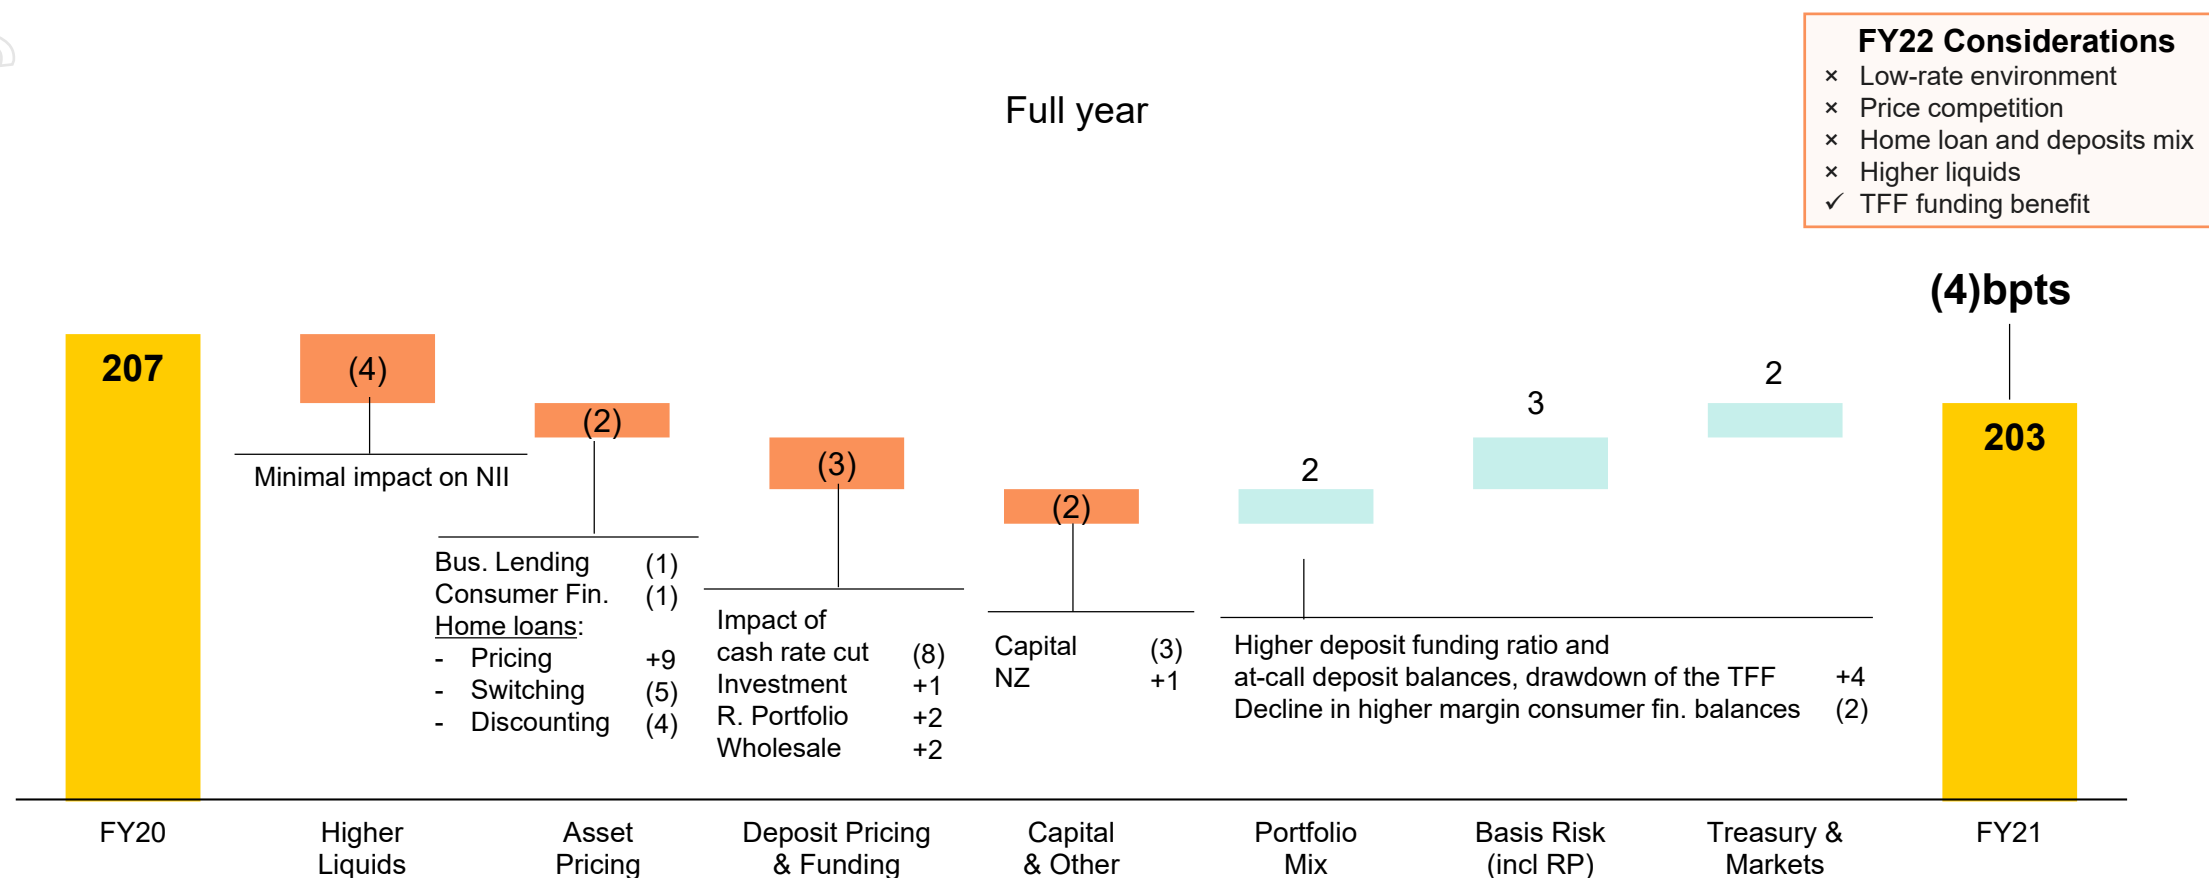 FY22 Considerations
× Low-rate environment
× Price competition
× Home loan and deposits mix
× Higher liquids
✓ TFF funding benefit
Full year
(4)bpts
207
(4)
(2)
(3)
(2)
2
3
2
203
Minimal impact on NII
Bus. Lending (1)
Consumer Fin. (1)
Home loans:
- Pricing +9
- Switching (5)
- Discounting (4)
Impact of
cash rate cut (8)
Investment +1
R. Portfolio +2
Wholesale +2
Capital (3)
NZ +1
Higher deposit funding ratio and
at-call deposit balances, drawdown of the TFF +4
Decline in higher margin consumer fin. balances (2)
FY20
Higher
Liquids
Asset
Pricing
Deposit Pricing
& Funding
Capital
& Other
Portfolio
Mix
Basis Risk
(incl RP)
Treasury &
Markets
FY21